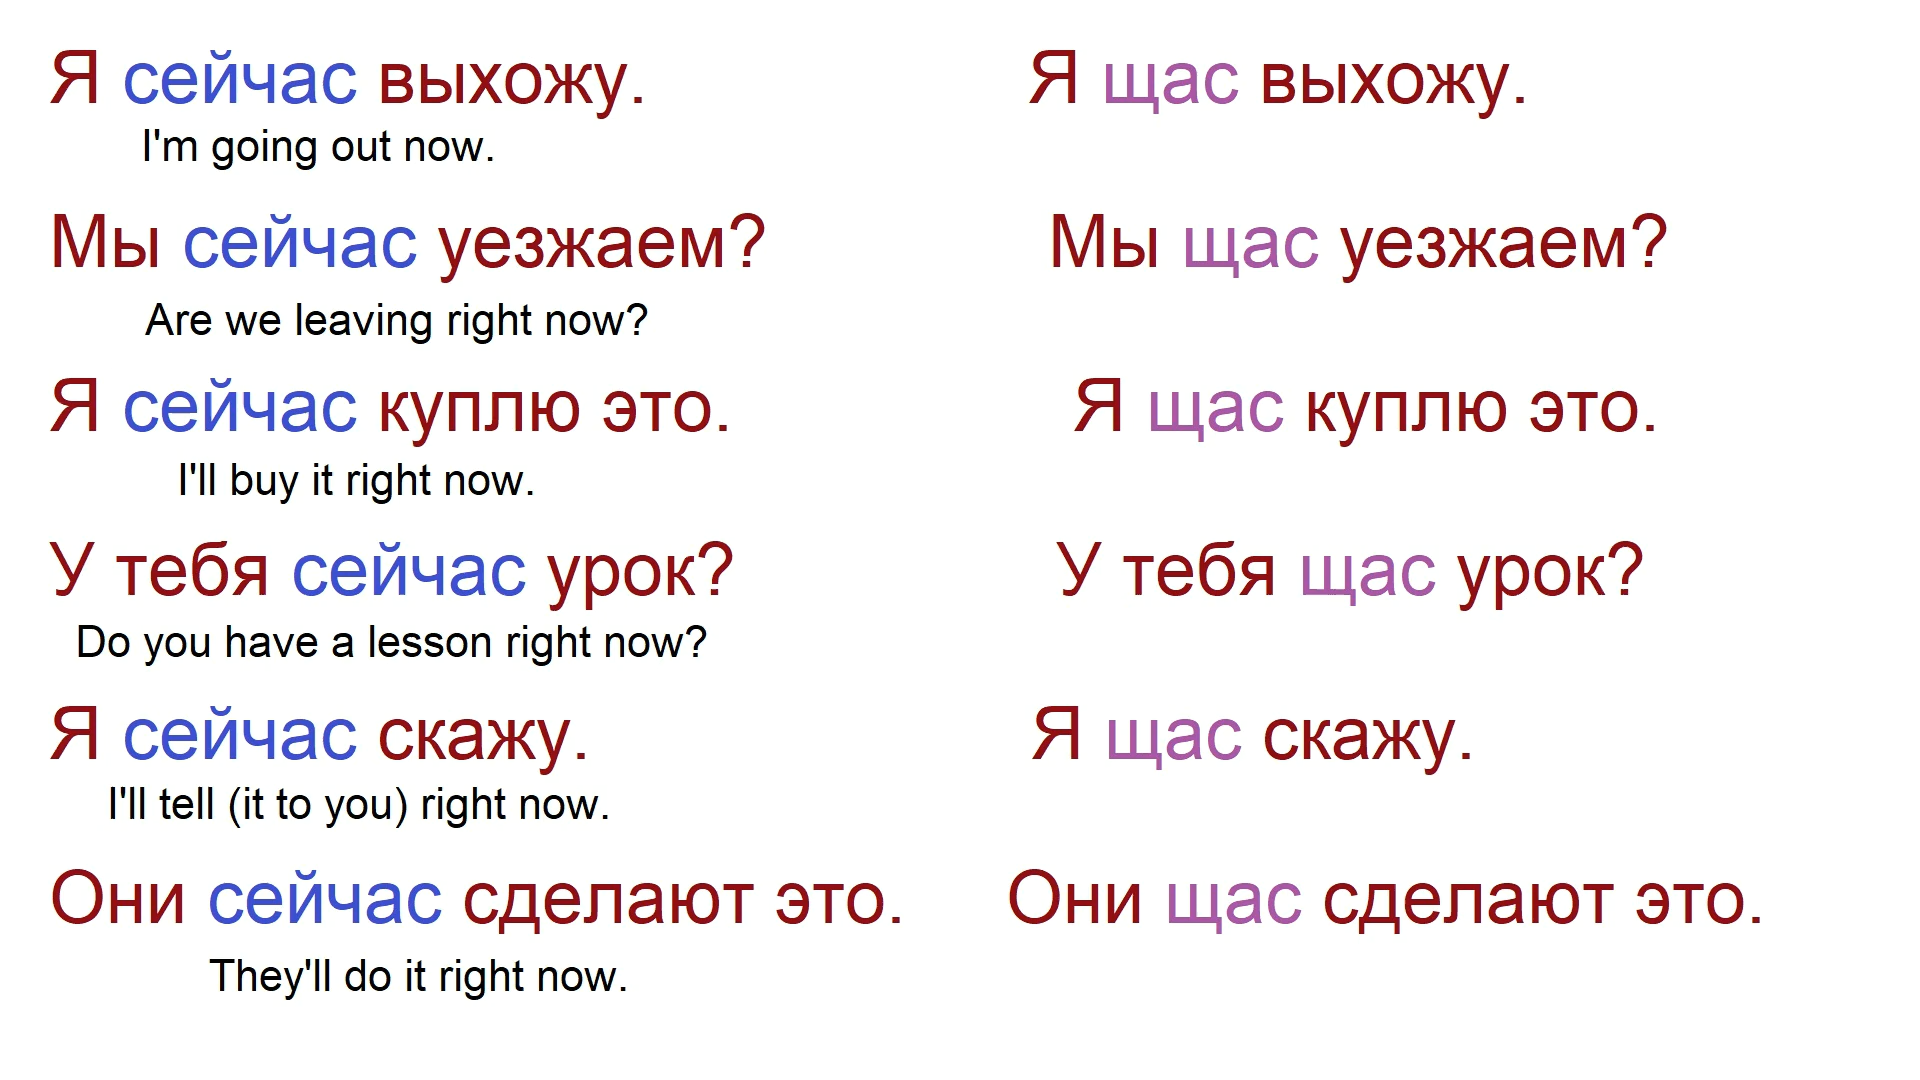 Я сейчас выхожу.
Я щас выхожу.
I'm going out now.
Мы сейчас уезжаем?
Мы щас уезжаем?
Are we leaving right now?
Я сейчас куплю это.
Я щас куплю это.
I'll buy it right now.
У тебя сейчас урок?
У тебя щас урок?
Do you have a lesson right now?
Я сейчас скажу.
Я щас скажу.
I'll tell (it to you) right now.
Они сейчас сделают это.
Они щас сделают это.
They'll do it right now.